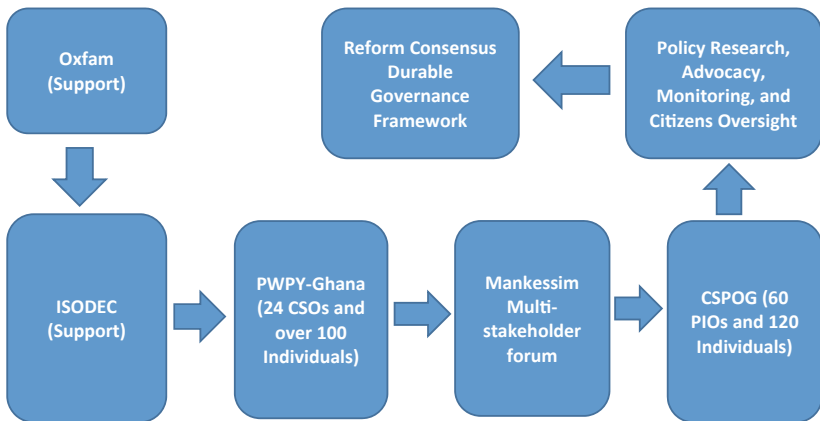 Oxfam
(Support)
Reform Consensus
Durable
Governance
Framework
Policy Research,
Advocacy,
Monitoring, and
Citizens Oversight
ISODEC
(Support)
PWPY-Ghana
(24 CSOs and
over 100
Individuals)
Mankessim
Multi-
stakeholder
forum
CSPOG (60
PIOs and 120
Individuals)